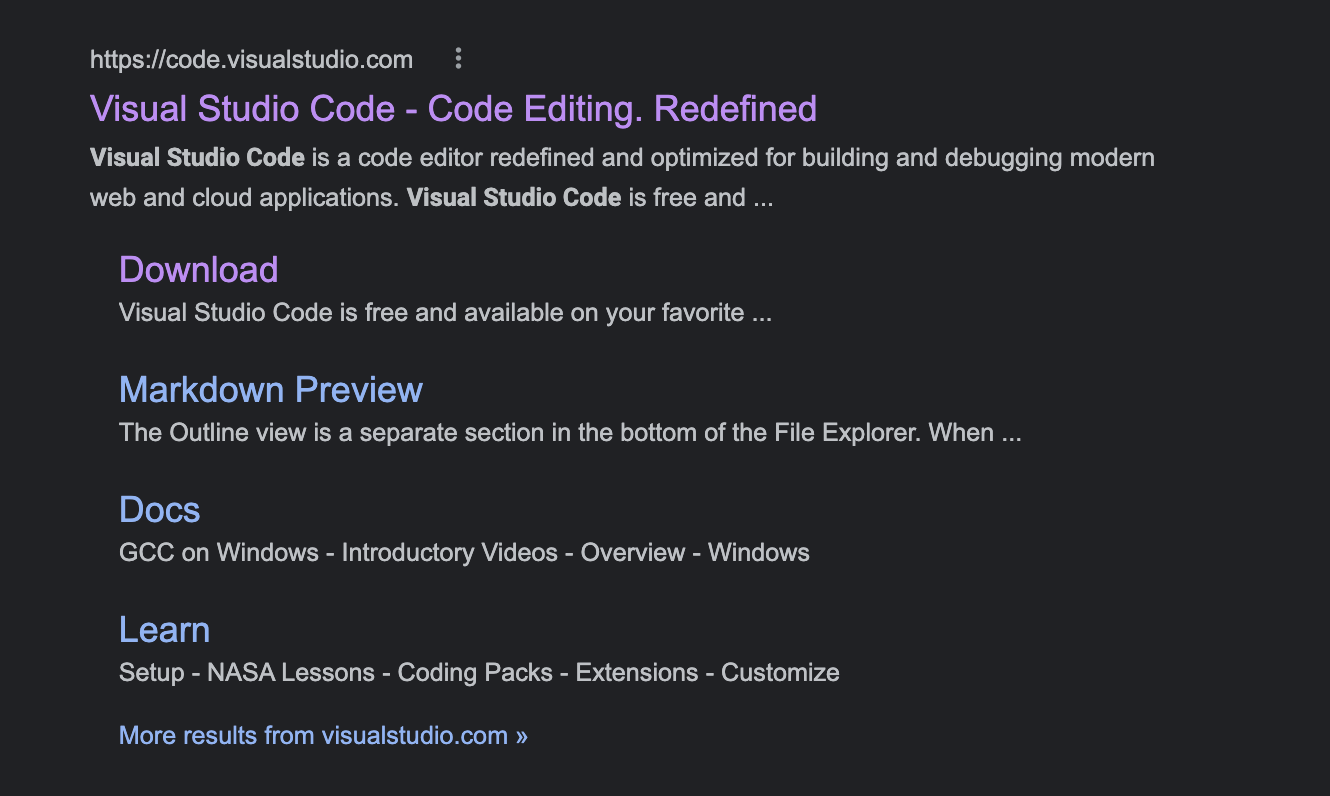 https://code.visualstudio.com
Visual Studio Code - Code Editing. Redefined
Visual Studio Code is a code editor redefined and optimized for building and debugging modern
web and cloud applications. Visual Studio Code is free and ...
Download
Visual Studio Code is free and available on your favorite ...
Markdown Preview
The Outline view is a separate section in the bottom of the File Explorer. When ...
Docs
GCC on Windows - Introductory Videos - Overview - Windows
Learn
Setup - NASA Lessons - Coding Packs - Extensions - Customize
More results from visualstudio.com »